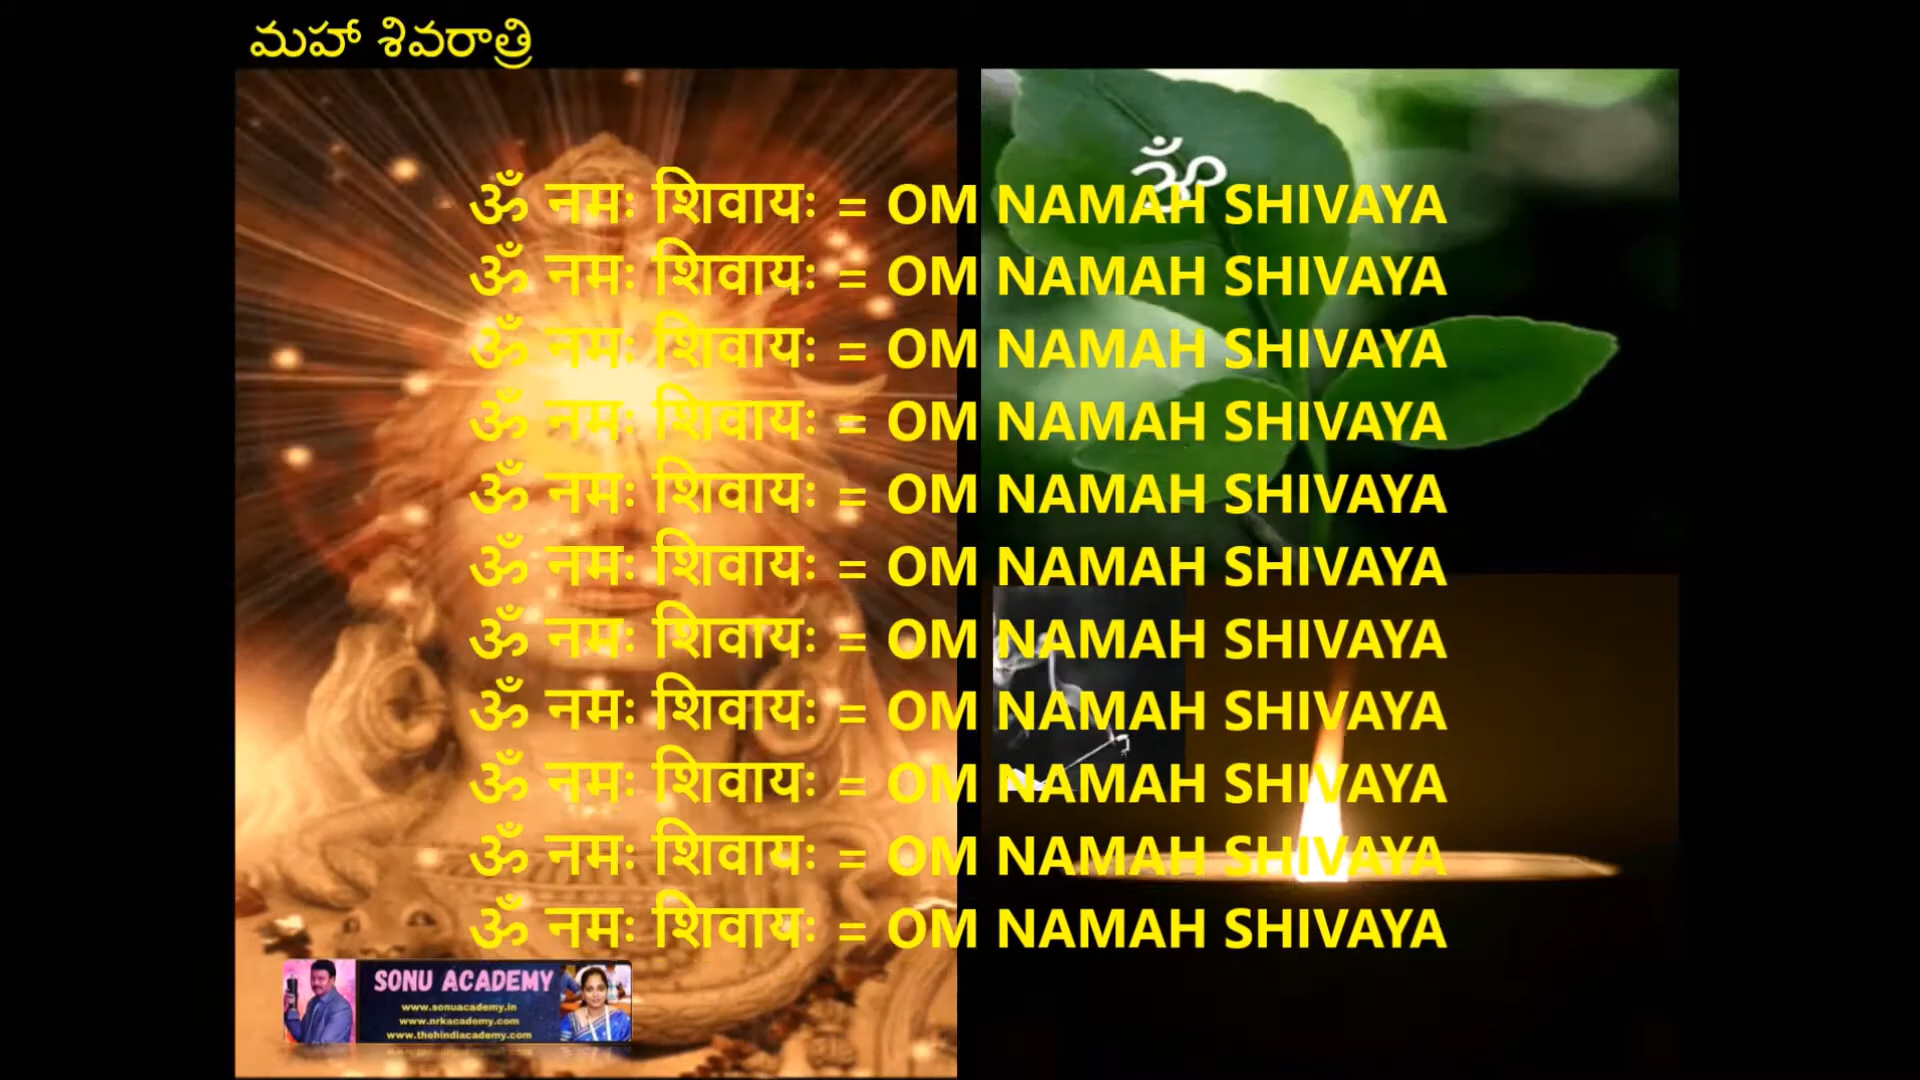 మహా శివరాత్రి
ॐ
ॐ नमः शिवायः = OM NAMAH SHIVAYA
ॐ नमः शिवायः = OM NAMAH SHIVAYA
ॐ नमः शिवायः = OM NAMAH SHIVAYA
ॐ नमः शिवायः = OM NAMAH SHIVAYA
ॐ नमः शिवायः = OM NAMAH SHIVAYA
ॐ नमः शिवायः = OM NAMAH SHIVAYA
ॐ नमः शिवायः = OM NAMAH SHIVAYA
ॐ नमः शिवायः = OM NAMAH SHIVAYA
ॐ नमः शिवायः = OM NAMAH SHIVAYA
ॐ नमः शिवायः = OM NAMAH SHIVAYA
ॐ नमः शिवायः = OM NAMAH SHIVAYA
SONU ACADEMY
www.sonuacademy.in
www.nrkacademy.com
www.thehindiacademy.com